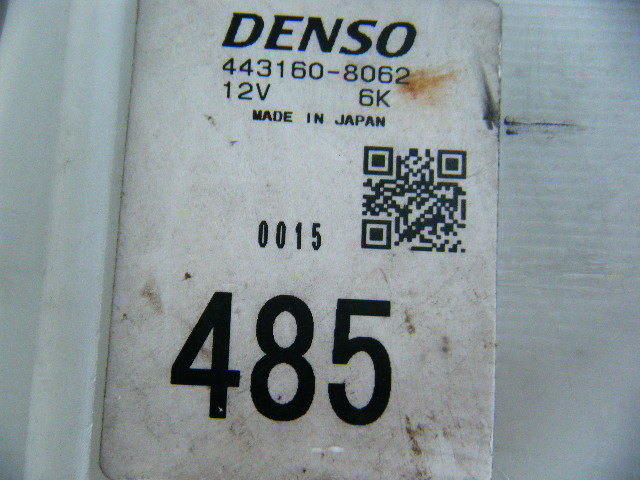 DENSO
443160-8062
12V 6K
MADE IN JAPAN
0015
485